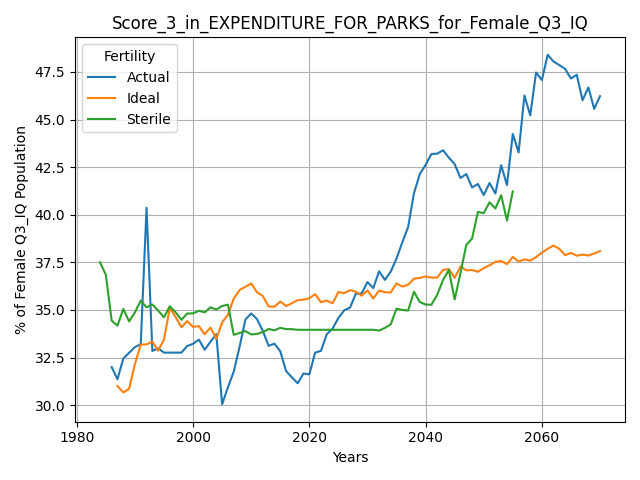 Score_3_in_EXPENDITURE_FOR_PARKS_for_Female_Q3_IQ
Fertility
Actual
Ideal
Sterile
% of Female Q3_IQ Population
47.5
45.0
42.5
40.0
37.5
35.0
32.5
30.0
1980 2000 2020 2040 2060
Years